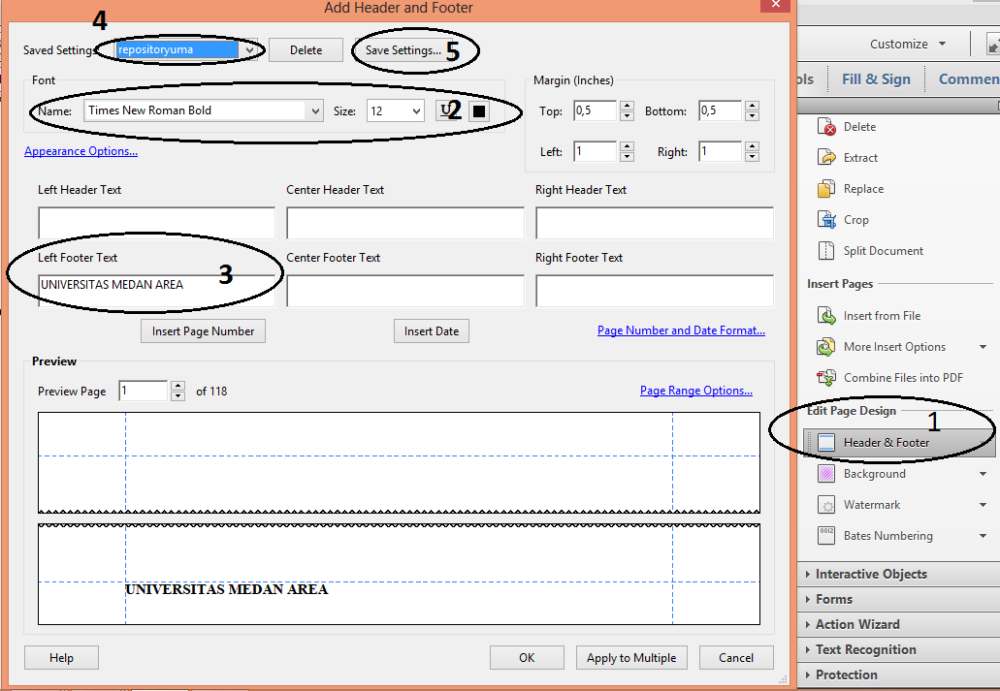 Add Header and Footer
4
Saved Settings
repositoryuma
Delete
Save Settings...
5
Font
Name:
Times New Roman Bold
Size:
12
U
2
Appearance Options...
Margin (Inches)
Top:
0,5
Bottom:
0,5
Left:
1
Right:
1
Left Header Text
Center Header Text
Right Header Text
Left Footer Text
Center Footer Text
Right Footer Text
UNIVERSITAS MEDAN AREA
3
Insert Page Number
Insert Date
Page Number and Date Format...
Preview
Preview Page
1
of 118
Page Range Options...
UNIVERSITAS MEDAN AREA
Help
OK
Apply to Multiple
Cancel
Customize
ols
Fill & Sign
Commen
Delete
Extract
Replace
Crop
Split Document
Insert Pages
Insert from File
More Insert Options
Combine Files into PDF
Edit Page Design
1
Header & Footer
Background
Watermark
0012
Bates Numbering
Interactive Objects
Forms
Action Wizard
Text Recognition
Protection